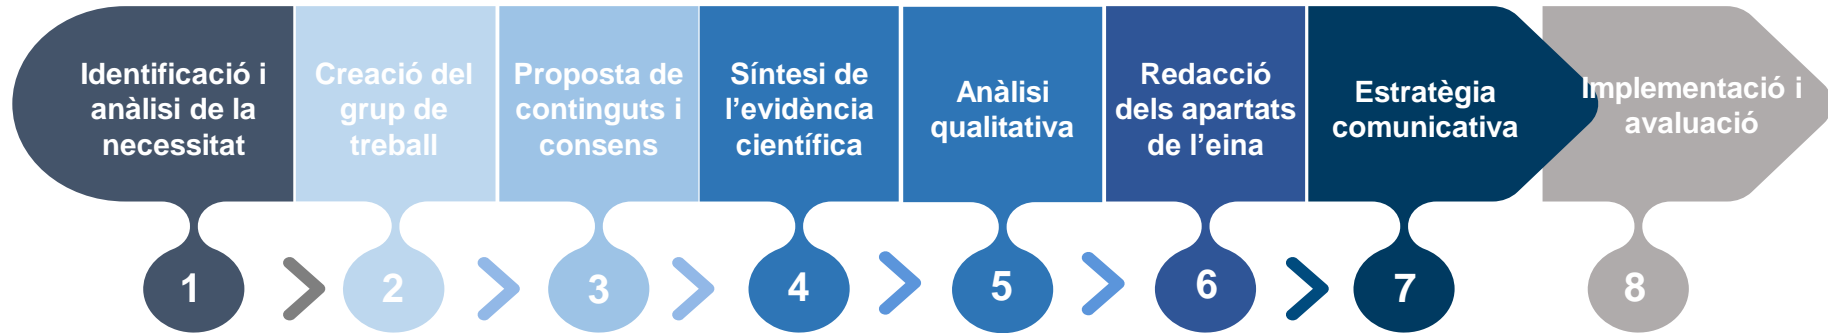 Identificació i
anàlisi de la
necessitat
Creació del
grup de
treball
Proposta de
continguts i
consens
Síntesi de
l’evidència
científica
Anàlisi
qualitativa
Redacció
dels apartats
de l’eina
Estratègia
comunicativa
Implementació i
avaluació
1
2
3
4
5
6
7
8